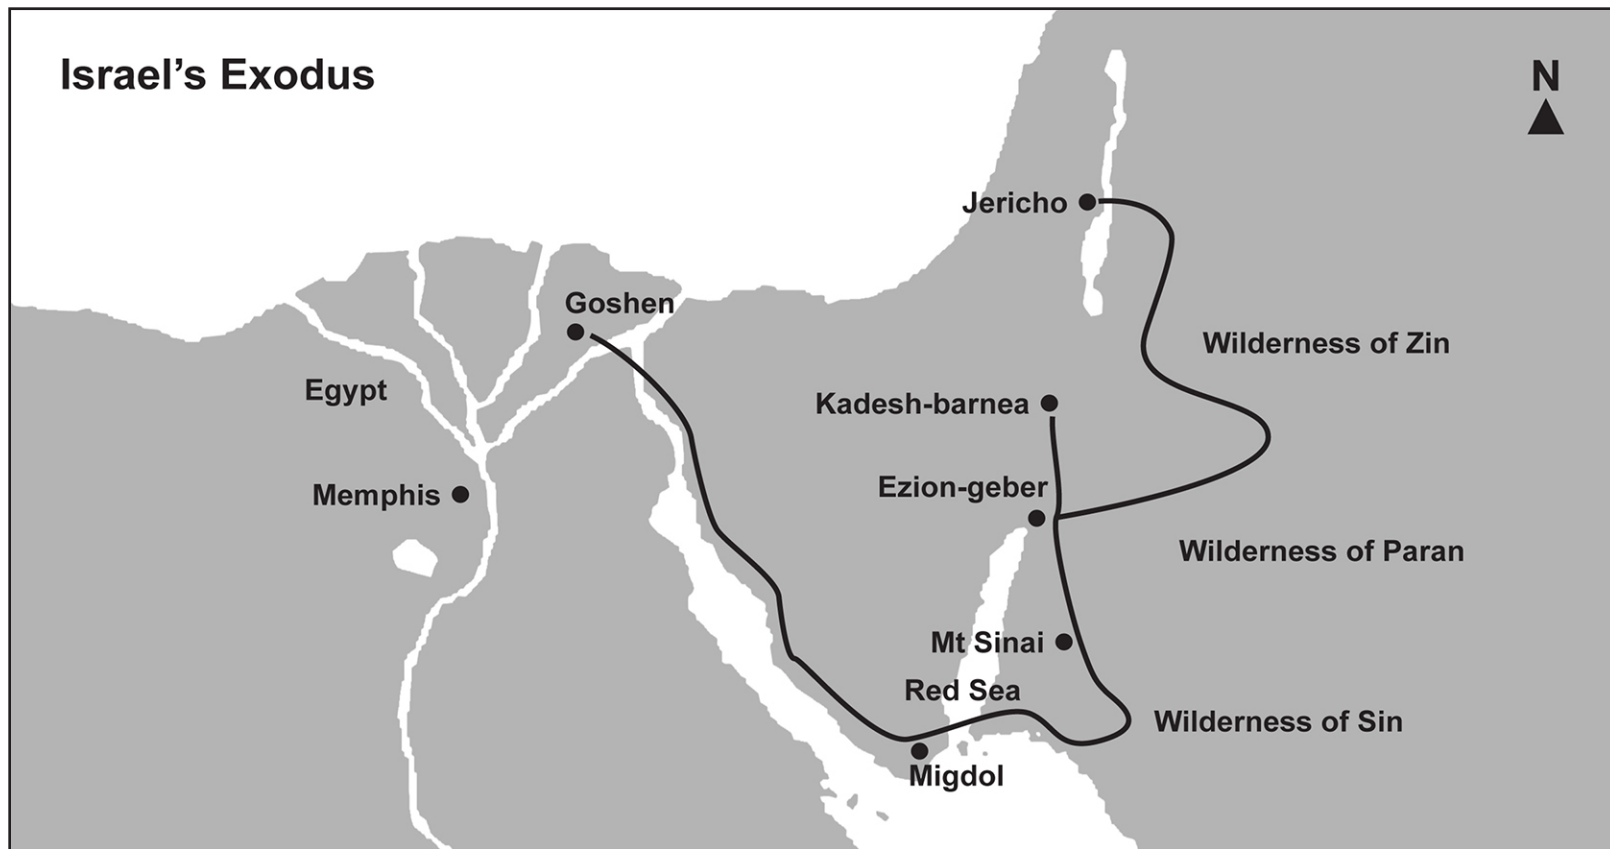 Israel’s Exodus
N
Jericho
Goshen
Wilderness of Zin
Egypt
Kadesh-barnea
Ezion-geber
Memphis
Wilderness of Paran
Mt Sinai
Red Sea
Wilderness of Sin
Migdol